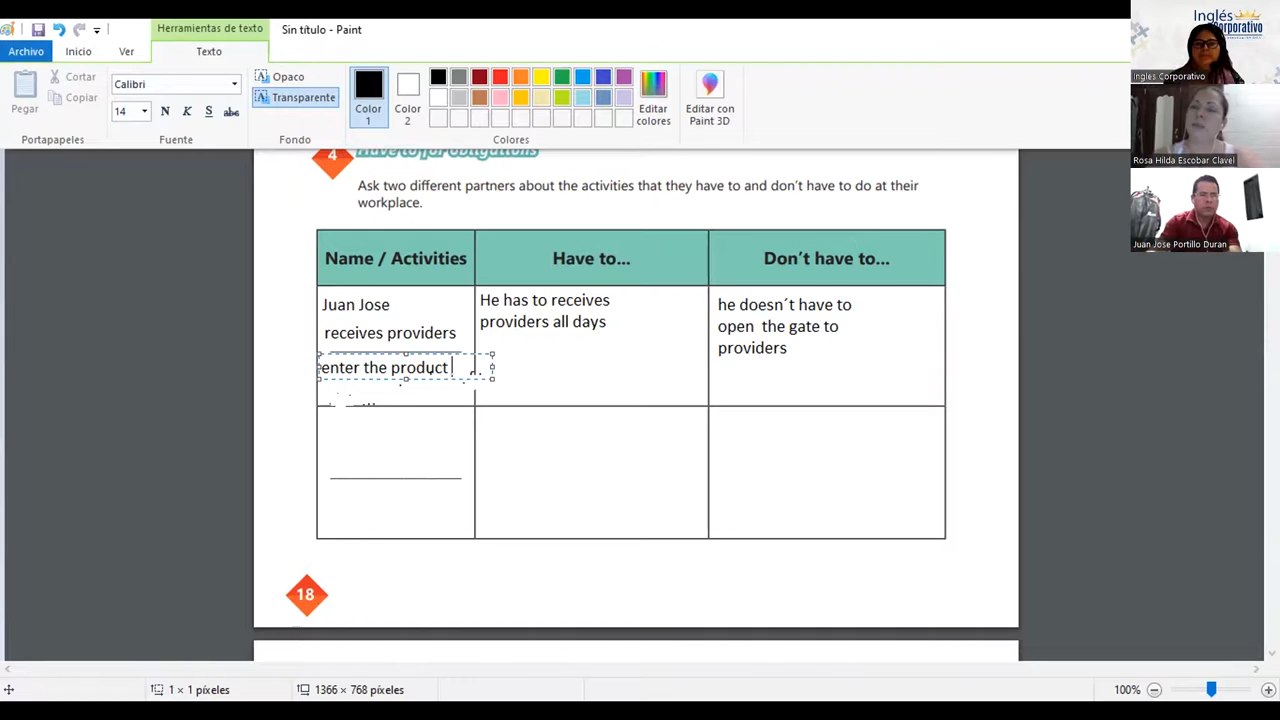 Herramientas de texto
Sin título - Paint
Archivo
Inicio
Ver
Texto
Pegar
Cortar
Copiar
Portapapeles
Calibri
14
N K S abc
Fuente
Opaco
Transparente
Fondo
Color 1
Color 2
Editar colores
Editar con Paint 3D
Colores
Inglés
Corporativo
Ingles Corporativo
Rosa Hilda Escobar Clavel
Juan Jose Portillo Duran
4
Have to for obligations
Ask two different partners about the activities that they have to and don't have to do at their
workplace.
Name / Activities
Have to...
Don't have to...
Juan Jose
receives providers
enter the product
He has to receives
providers all days
he doesn´t have to
open the gate to
providers
18
1 × 1 píxeles
1366 × 768 píxeles
100%